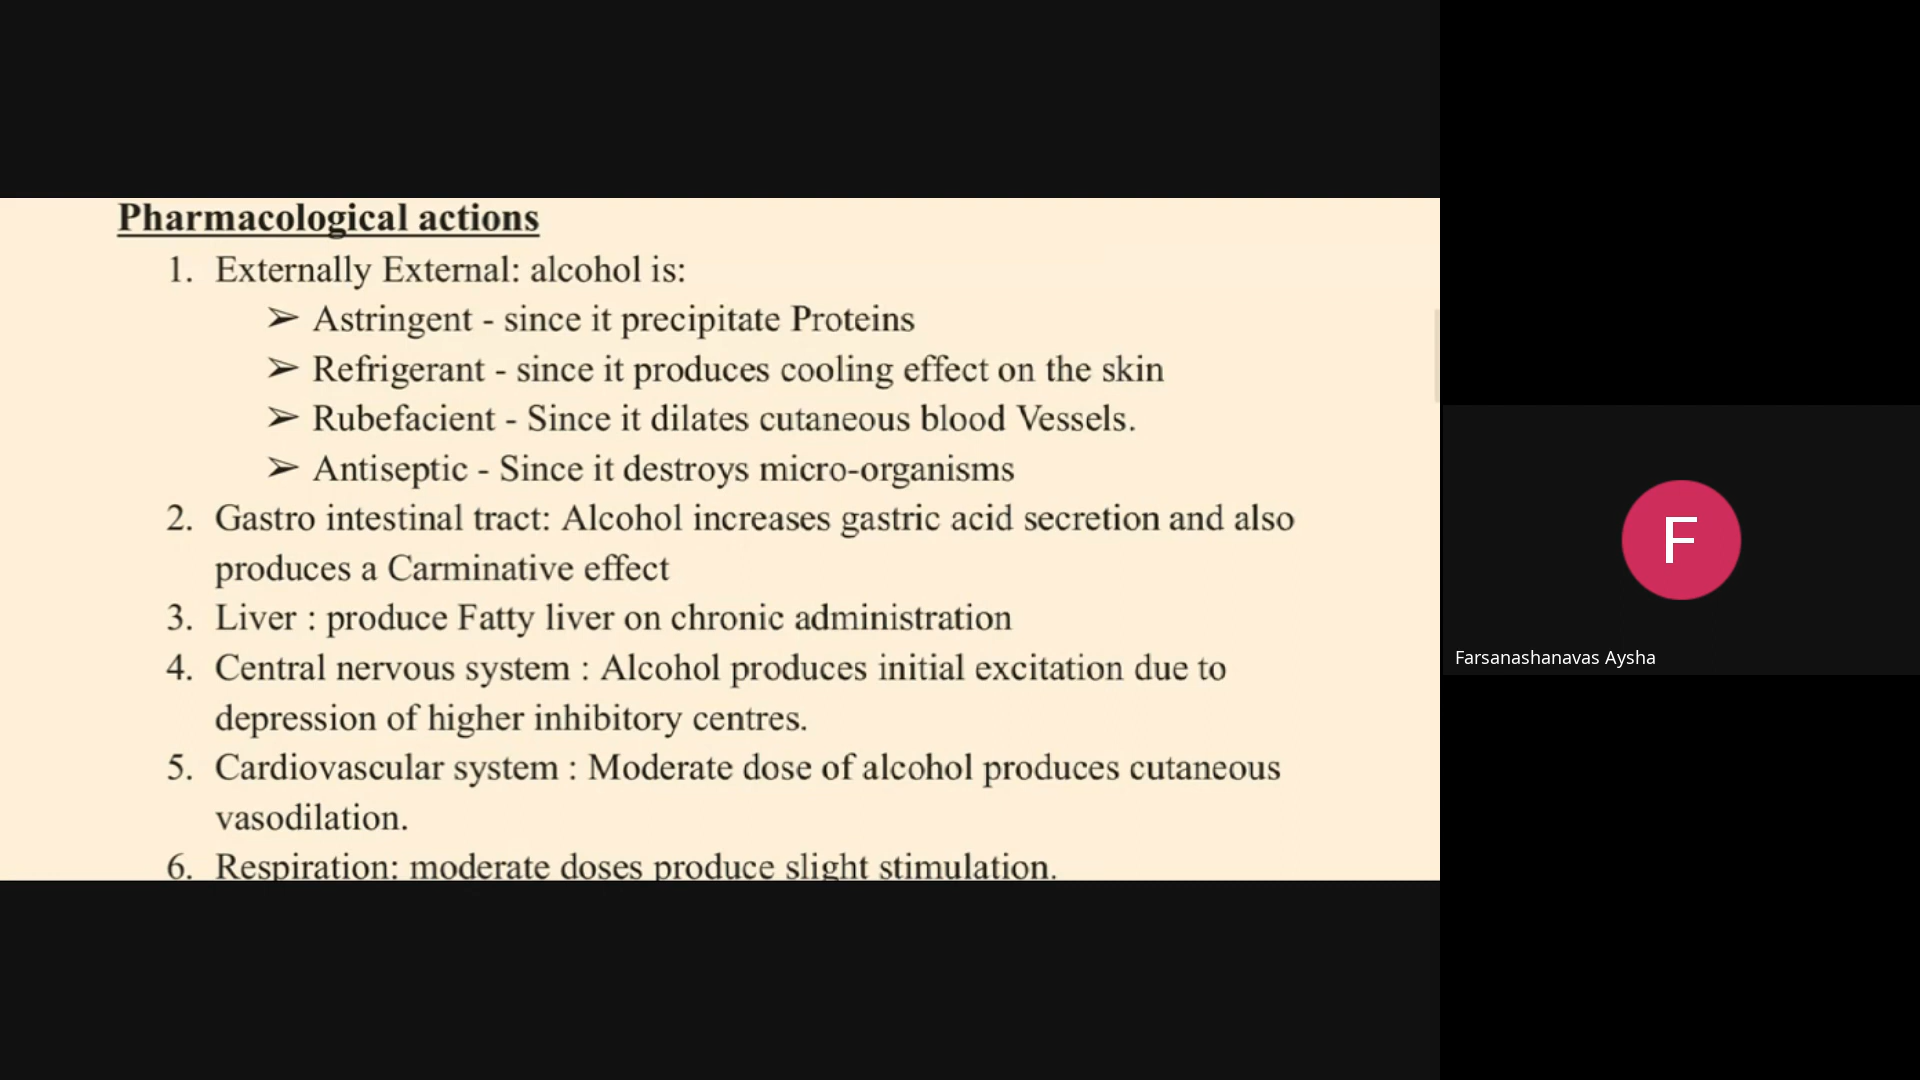 Pharmacological actions
1. Externally External: alcohol is:
➢ Astringent - since it precipitate Proteins
➢ Refrigerant - since it produces cooling effect on the skin
➢ Rubefacient - Since it dilates cutaneous blood Vessels.
➢ Antiseptic - Since it destroys micro-organisms
2. Gastro intestinal tract: Alcohol increases gastric acid secretion and also
produces a Carminative effect
3. Liver : produce Fatty liver on chronic administration
4. Central nervous system : Alcohol produces initial excitation due to
depression of higher inhibitory centres.
5. Cardiovascular system : Moderate dose of alcohol produces cutaneous
vasodilation.
6. Respiration: moderate doses produce slight stimulation.
F
Farsanashanavas Aysha